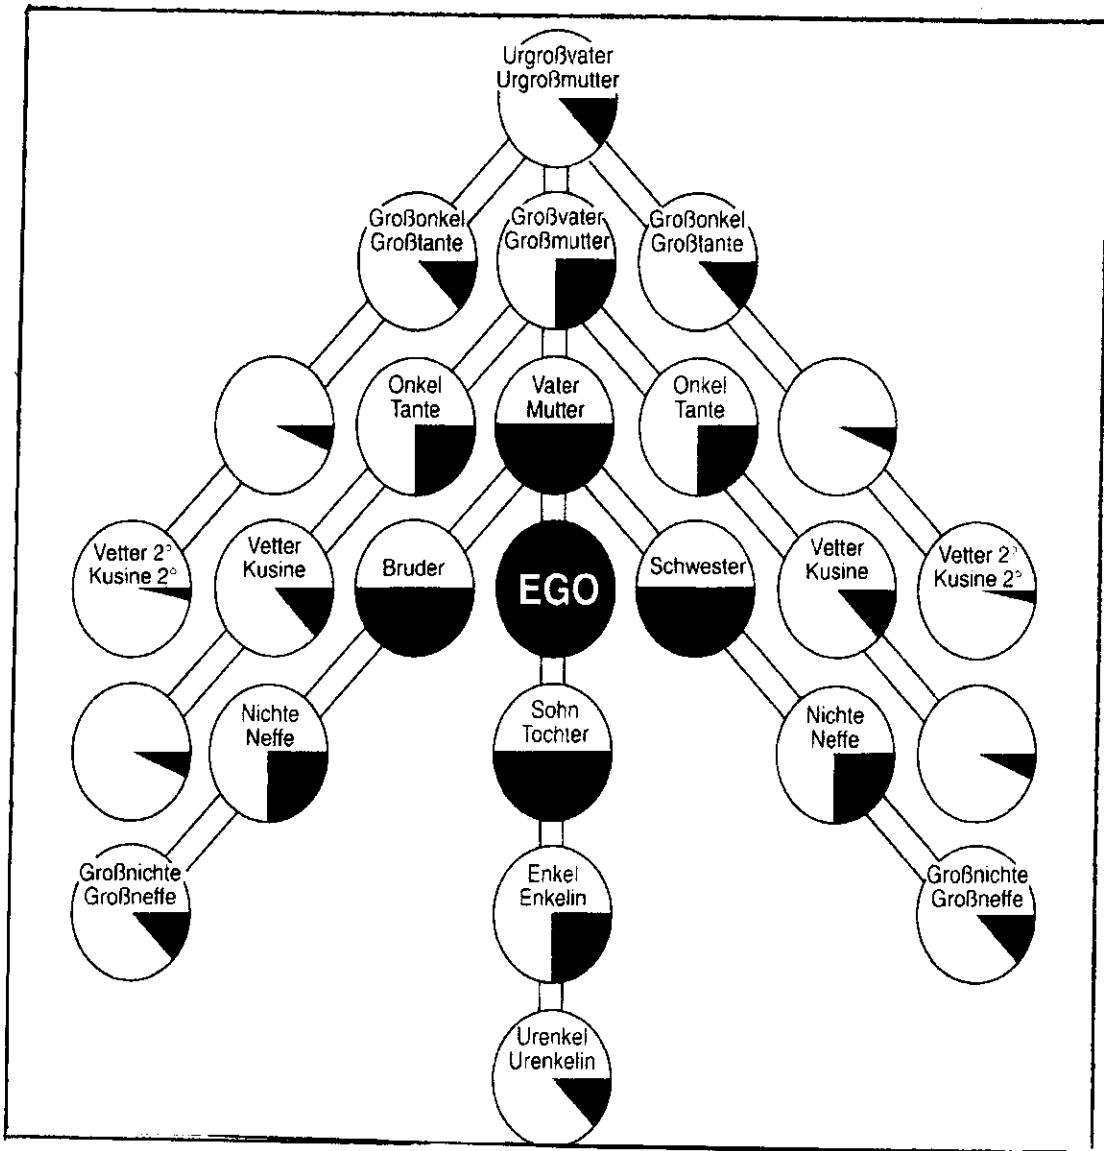 Urgroßvater
Urgroßmutter
Großonkel
Großtante
Großvater
Großmutter
Großonkel
Großtante
Onkel
Tante
Vater
Mutter
Onkel
Tante
Vetter 2°
Kusine 2°
Vetter
Kusine
Bruder
EGO
Schwester
Vetter
Kusine
Vetter 2°
Kusine 2°
Nichte
Neffe
Sohn
Tochter
Nichte
Neffe
Großnichte
Großneffe
Enkel
Enkelin
Großnichte
Großneffe
Urenkel
Urenkelin